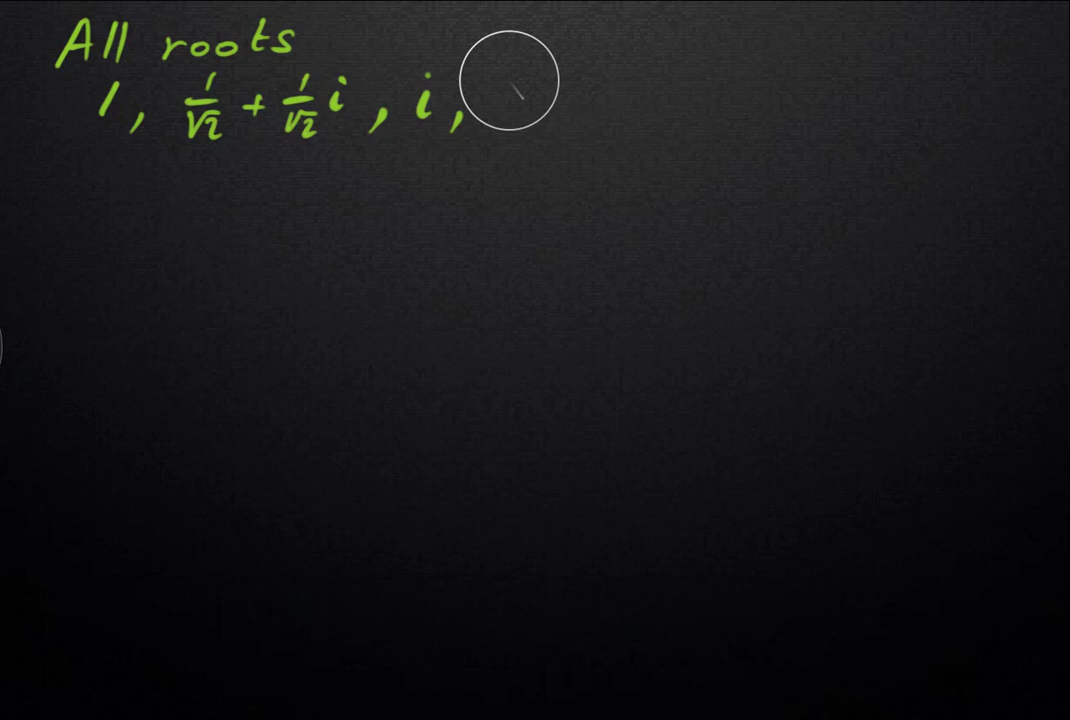 All roots
1, 1/√2 + 1/√2 i, i,